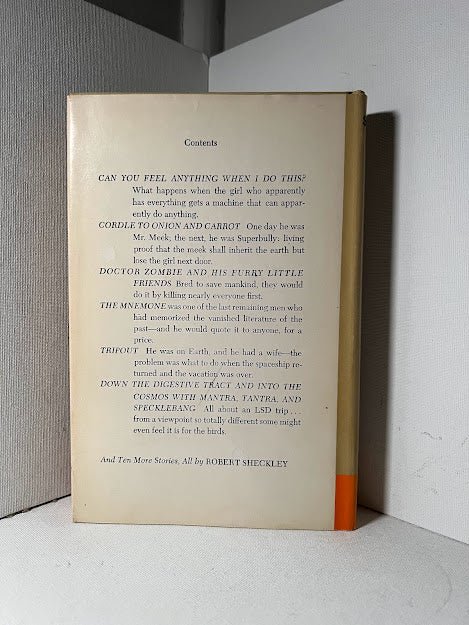 Contents
CAN YOU FEEL ANYTHING WHEN I DO THIS?
What happens when the girl who apparently
has everything gets a machine that can appar-
ently do anything.
CORDLE TO ONION AND CARROT One day he was
Mr. Meek; the next, he was Superbully: living
proof that the meek shall inherit the earth but
lose the girl next door.
DOCTOR ZOMBIE AND HIS FURRY LITTLE
FRIENDS Bred to save mankind, they would
do it by killing nearly everyone first.
THE MNEMONE was one of the last remaining men who
had memorized the vanished literature of the
past—and he would quote it to anyone, for a
price.
TRIPOUT He was on Earth, and he had a wife—the
problem was what to do when the spaceship re-
turned and the vacation was over.
DOWN THE DIGESTIVE TRACT AND INTO THE
COSMOS WITH MANTRA, TANTRA, AND
SPECKLEBANG All about an LSD trip...
from a viewpoint so totally different some might
even feel it is for the birds.
And Ten More Stories, All by ROBERT SHECKLEY